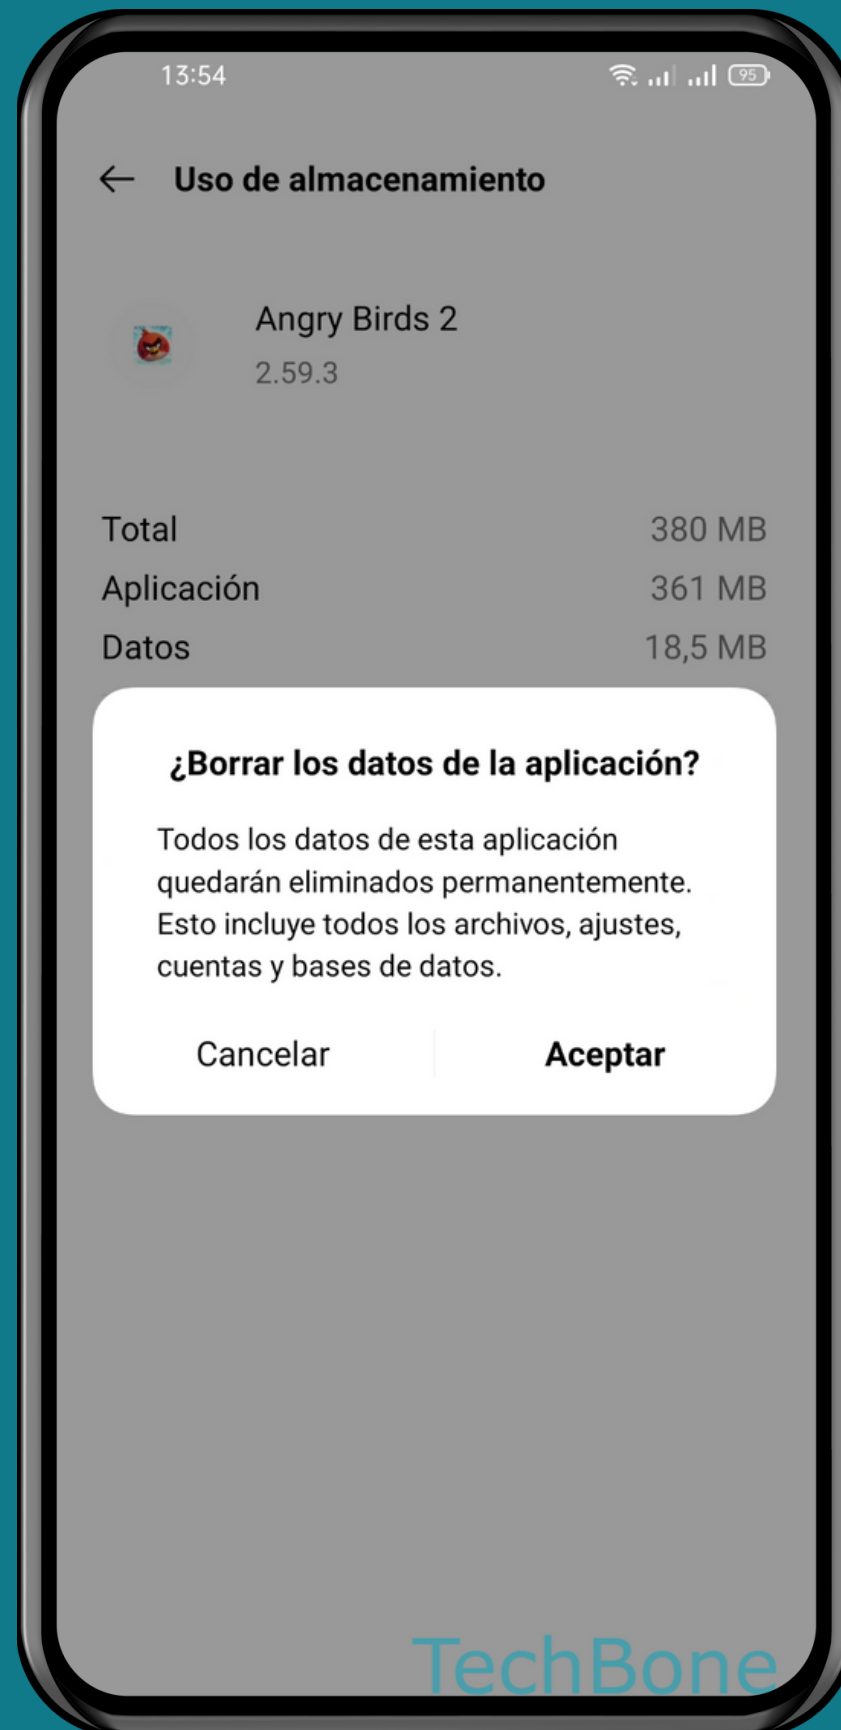 13:54
95
Uso de almacenamiento
Angry Birds 2
2.59.3
Total 380 MB
Aplicación 361 MB
Datos 18,5 MB
¿Borrar los datos de la aplicación?
Todos los datos de esta aplicación
quedarán eliminados permanentemente.
Esto incluye todos los archivos, ajustes,
cuentas y bases de datos.
Cancelar Aceptar
TechBone